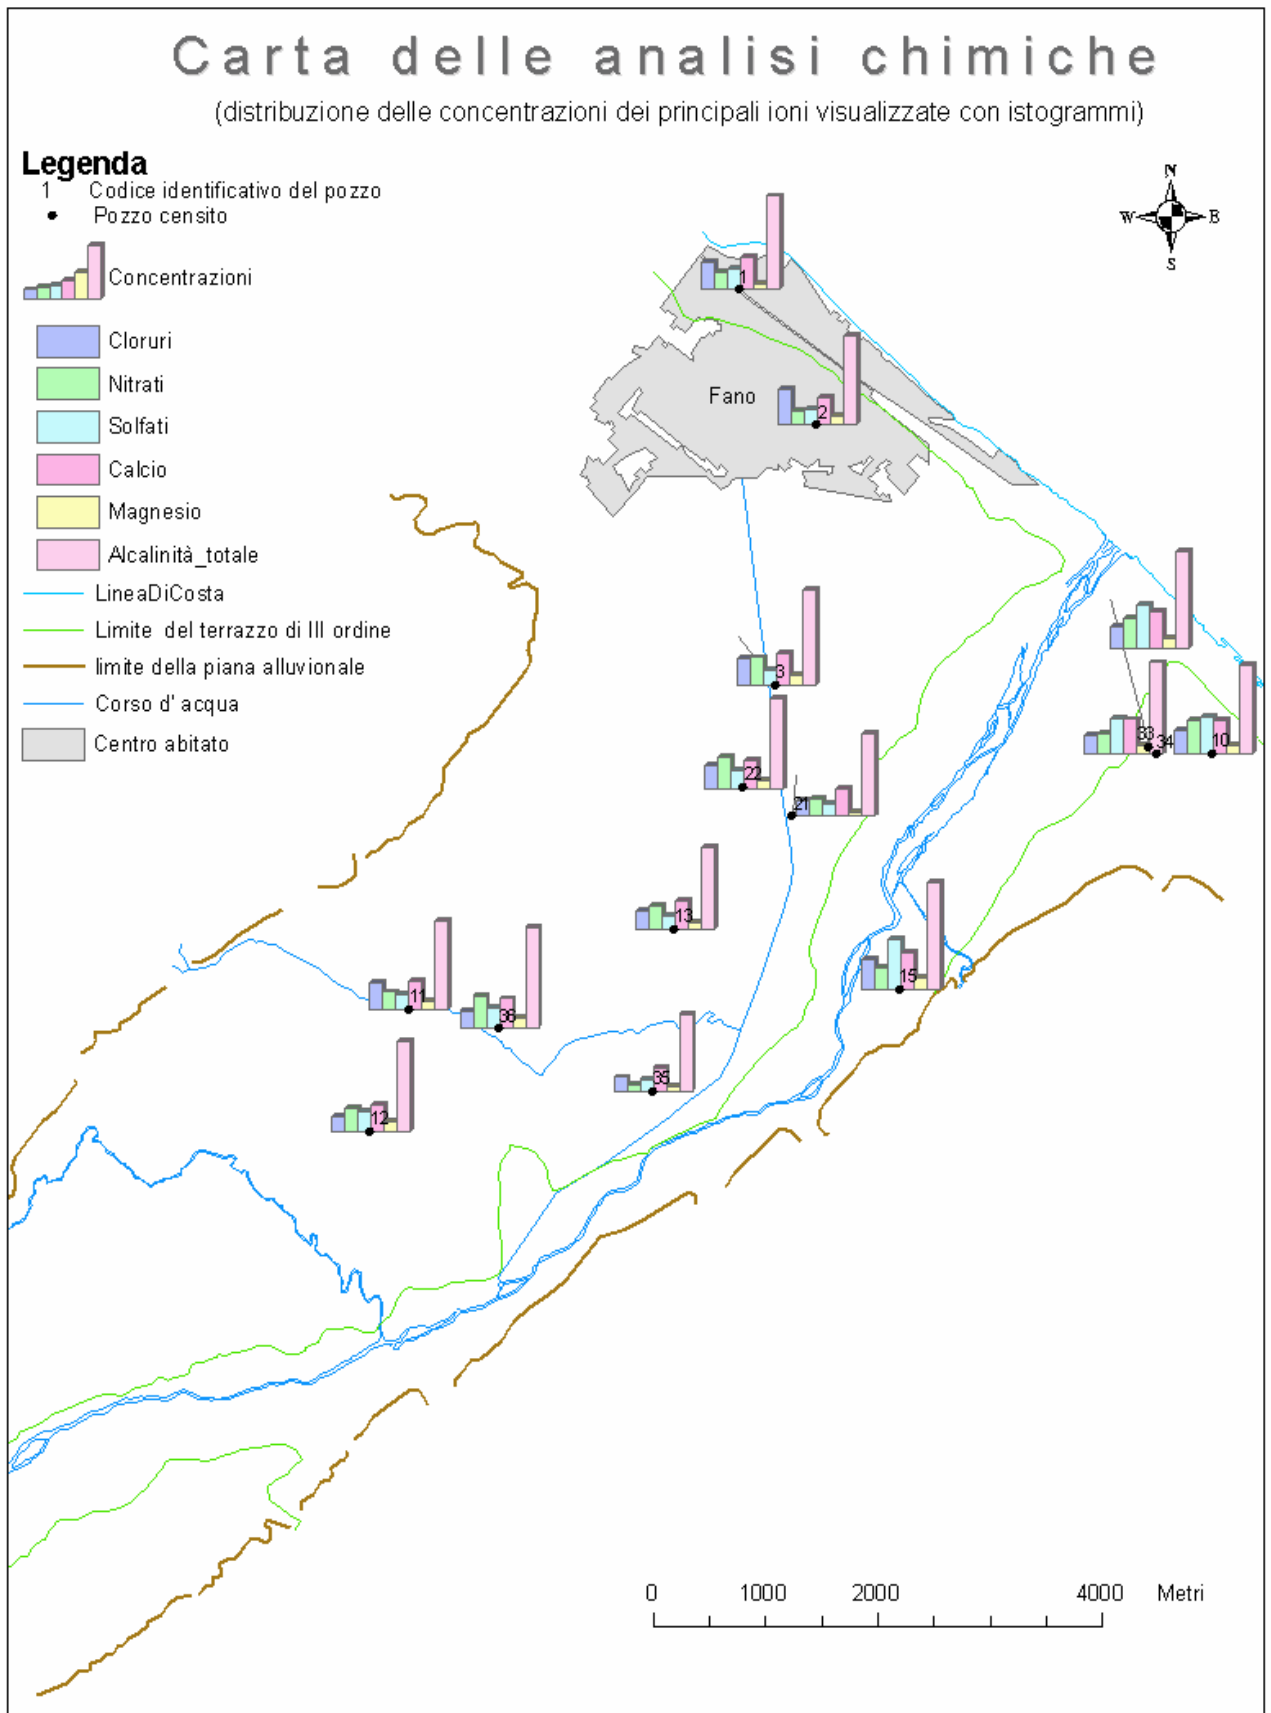 Carta delle analisi chimiche
(distribuzione delle concentrazioni dei principali ioni visualizzate con istogrammi)
Legenda
1 Codice identificativo del pozzo
Pozzo censito
Concentrazioni
Cloruri
Nitrati
Solfati
Calcio
Magnesio
Alcalinità_totale
LineaDiCosta
Limite del terrazzo di III ordine
limite della piana alluvionale
Corso d' acqua
Centro abitato
N
W E
S
1
Fano
2
3
33
34
10
22
21
13
15
11
36
35
12
0 1000 2000 4000 Metri